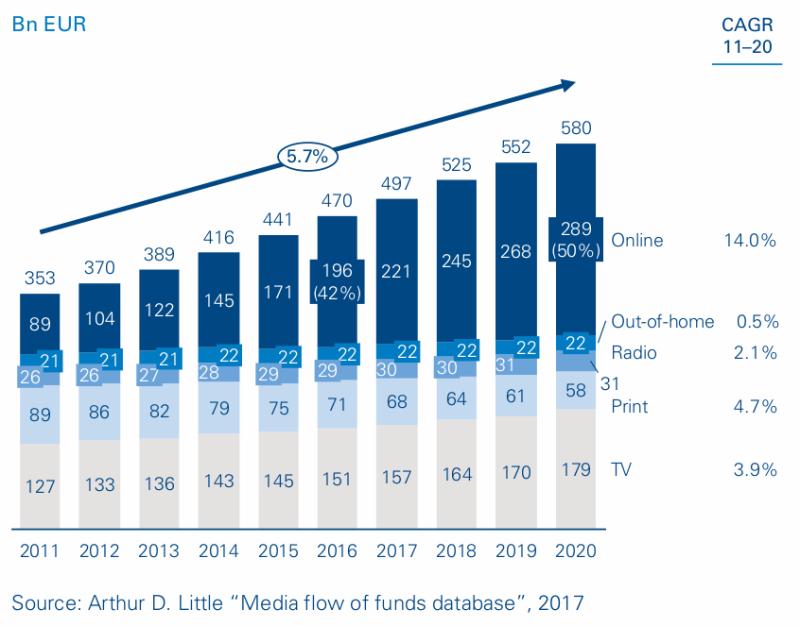 Bn EUR
CAGR
11–20
5.7%
353 370 389 416 441 470 497 525 552 580
89 104 122 145 171 196 221 245 268 289
(42%) (50%)
Online 14.0%
21 21 21 22 22 22 22 22 22 22
Out-of-home 0.5%
26 26 27 28 29 29 30 30 31 31
Radio 2.1%
89 86 82 79 75 71 68 64 61 58
Print 4.7%
127 133 136 143 145 151 157 164 170 179
TV 3.9%
2011 2012 2013 2014 2015 2016 2017 2018 2019 2020
Source: Arthur D. Little “Media flow of funds database”, 2017